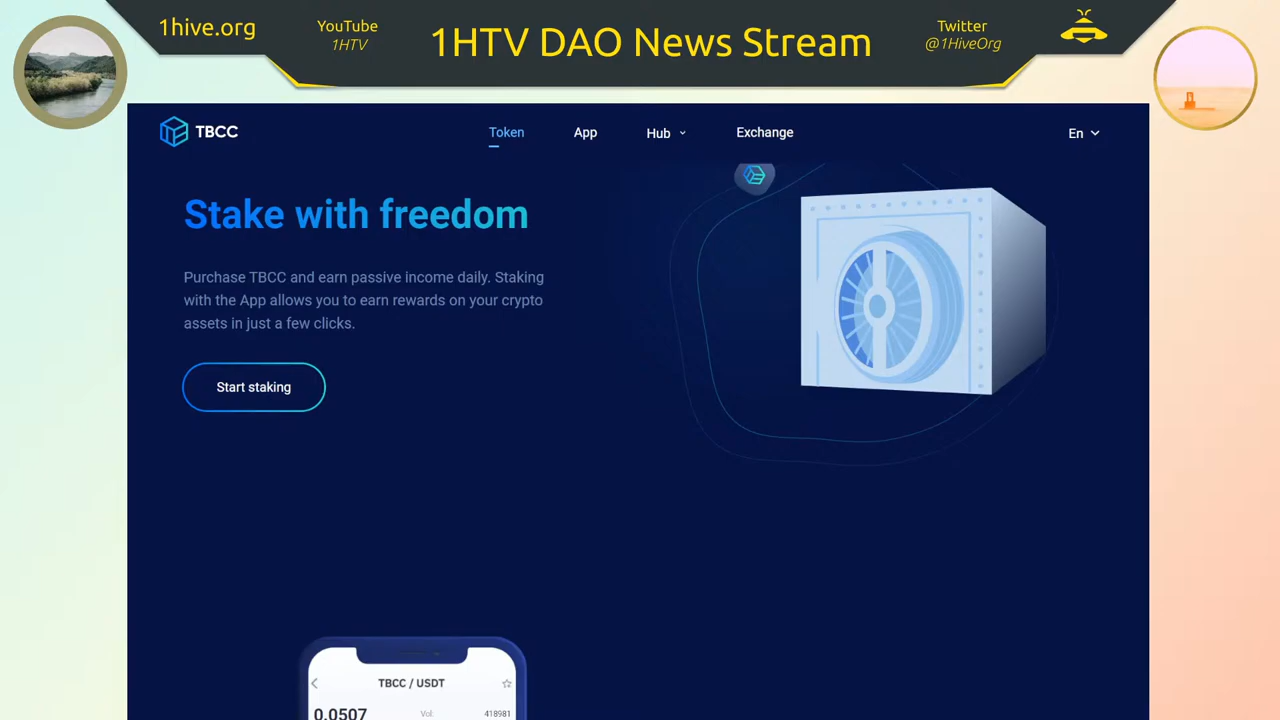 1hive.org
YouTube
1HTV
1HTV DAO News Stream
Twitter
@1HiveOrg
TBCC
Token
App
Hub
Exchange
En
Stake with freedom
Purchase TBCC and earn passive income daily. Staking
with the App allows you to earn rewards on your crypto
assets in just a few clicks.
Start staking
TBCC / USDT
0.0507
Vol:
418981